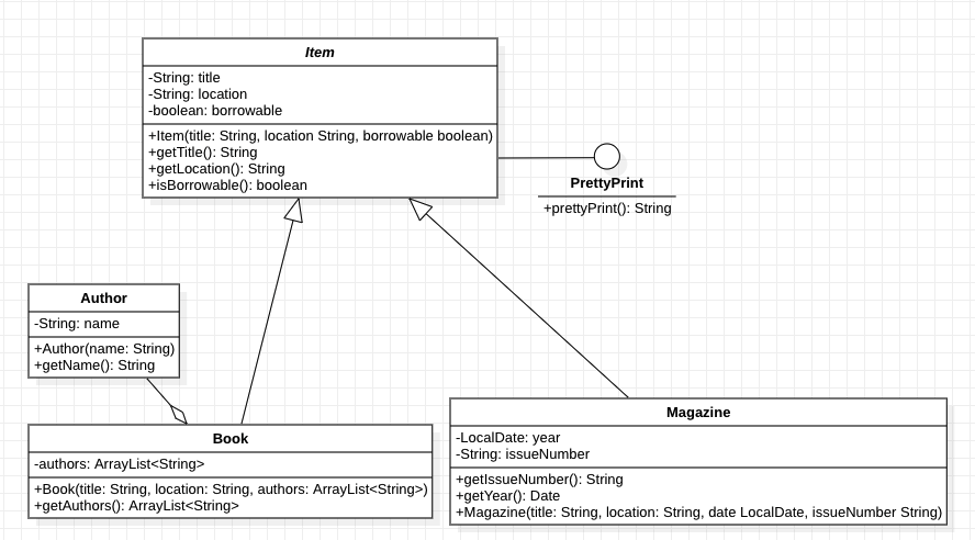 Item
-String: title
-String: location
-boolean: borrowable
+Item(title: String, location String, borrowable boolean)
+getTitle(): String
+getLocation(): String
+isBorrowable(): boolean
PrettyPrint
+prettyPrint(): String
Author
-String: name
+Author(name: String)
+getName(): String
Book
-authors: ArrayList<String>
+Book(title: String, location: String, authors: ArrayList<String>)
+getAuthors(): ArrayList<String>
Magazine
-LocalDate: year
-String: issueNumber
+getIssueNumber(): String
+getYear(): Date
+Magazine(title: String, location: String, date LocalDate, issueNumber String)